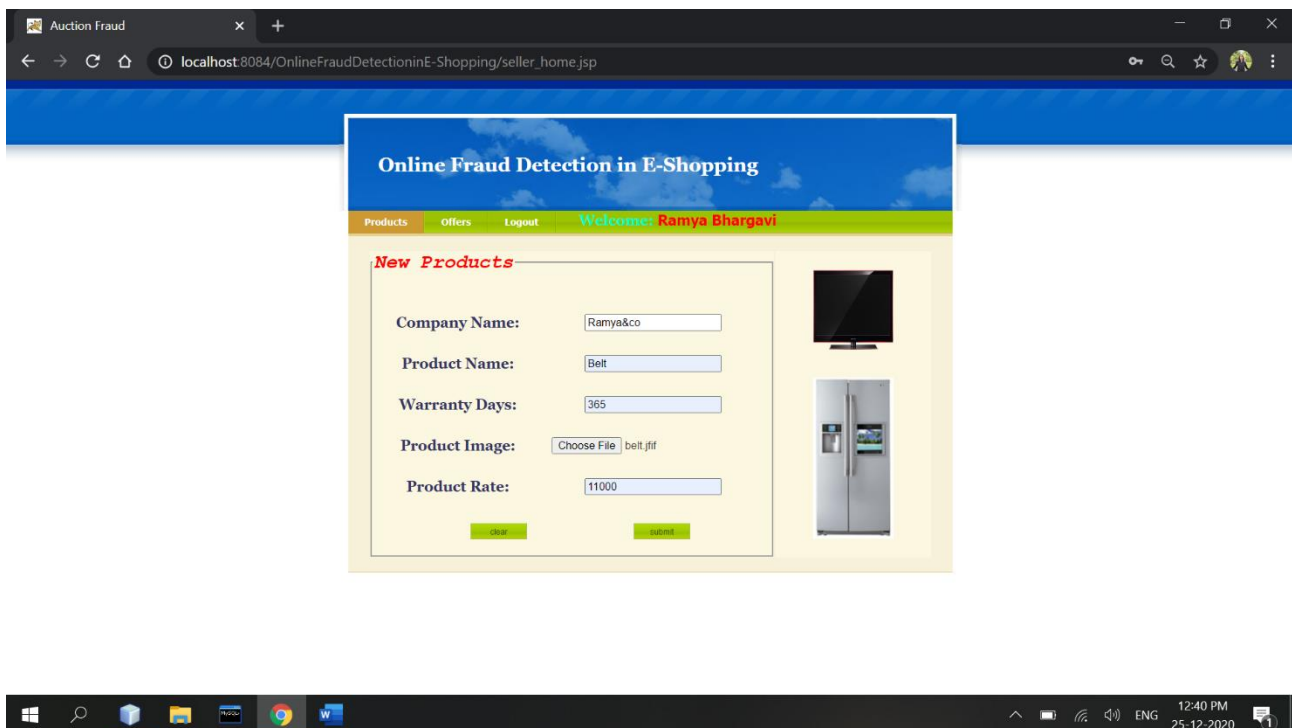 Auction Fraud
localhost:8084/OnlineFraudDetectioninE-Shopping/seller_home.jsp
Online Fraud Detection in E-Shopping
Products Offers Logout Welcome: Ramya Bhargavi
New Products
Company Name: Ramya&co
Product Name: Belt
Warranty Days: 365
Product Image: Choose File belt.jfif
Product Rate: 11000
clear submit
MySQL
W
ENG
12:40 PM
25-12-2020
1